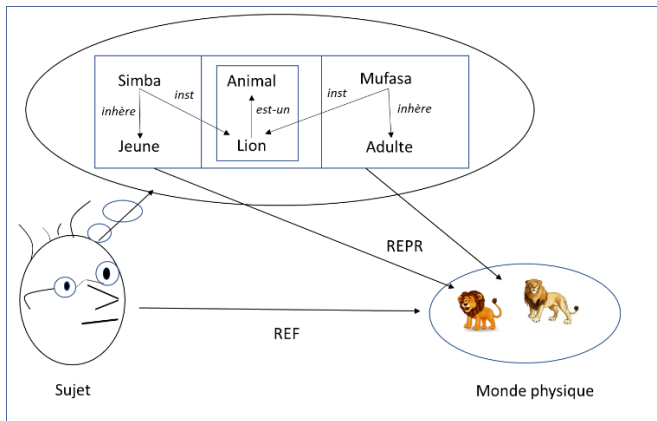 Simba Animal Mufasa
inst inst
inhère est-un inhère
Jeune Lion Adulte
REPR
REF
Sujet Monde physique